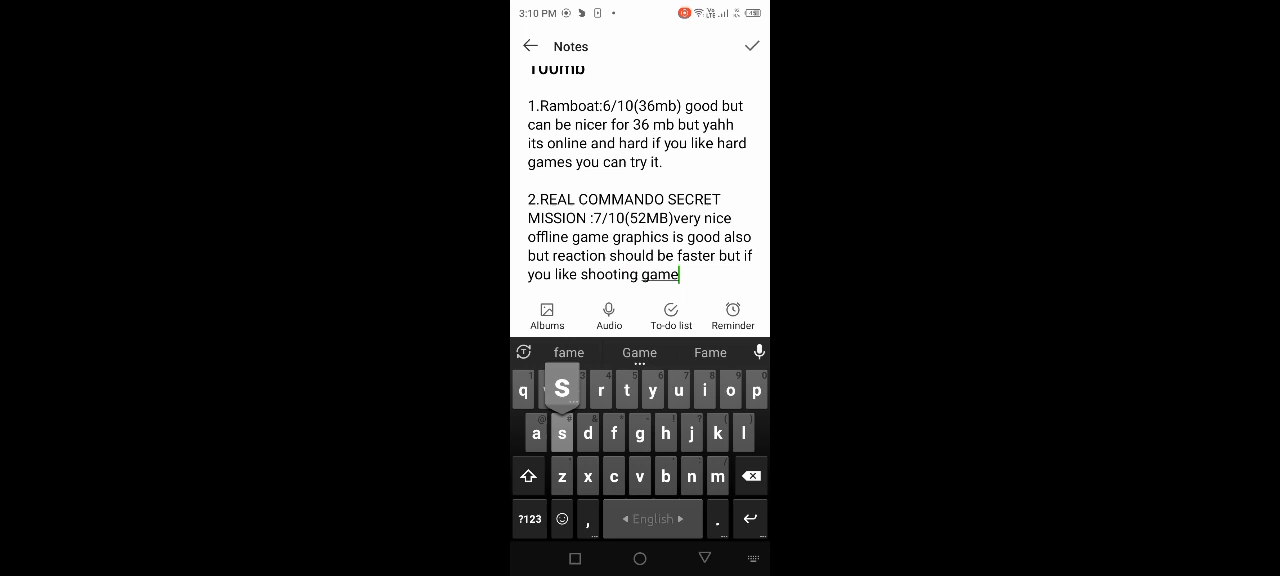 3:10 PM
Notes
100mb
1.Ramboat:6/10(36mb) good but
can be nicer for 36 mb but yahh
its online and hard if you like hard
games you can try it.
2.REAL COMMANDO SECRET
MISSION :7/10(52MB)very nice
offline game graphics is good also
but reaction should be faster but if
you like shooting game
Albums Audio To-do list Reminder
fame Game Fame
S
q r t y u i o p
a s d f g h j k l
z x c v b n m
?123 , English .